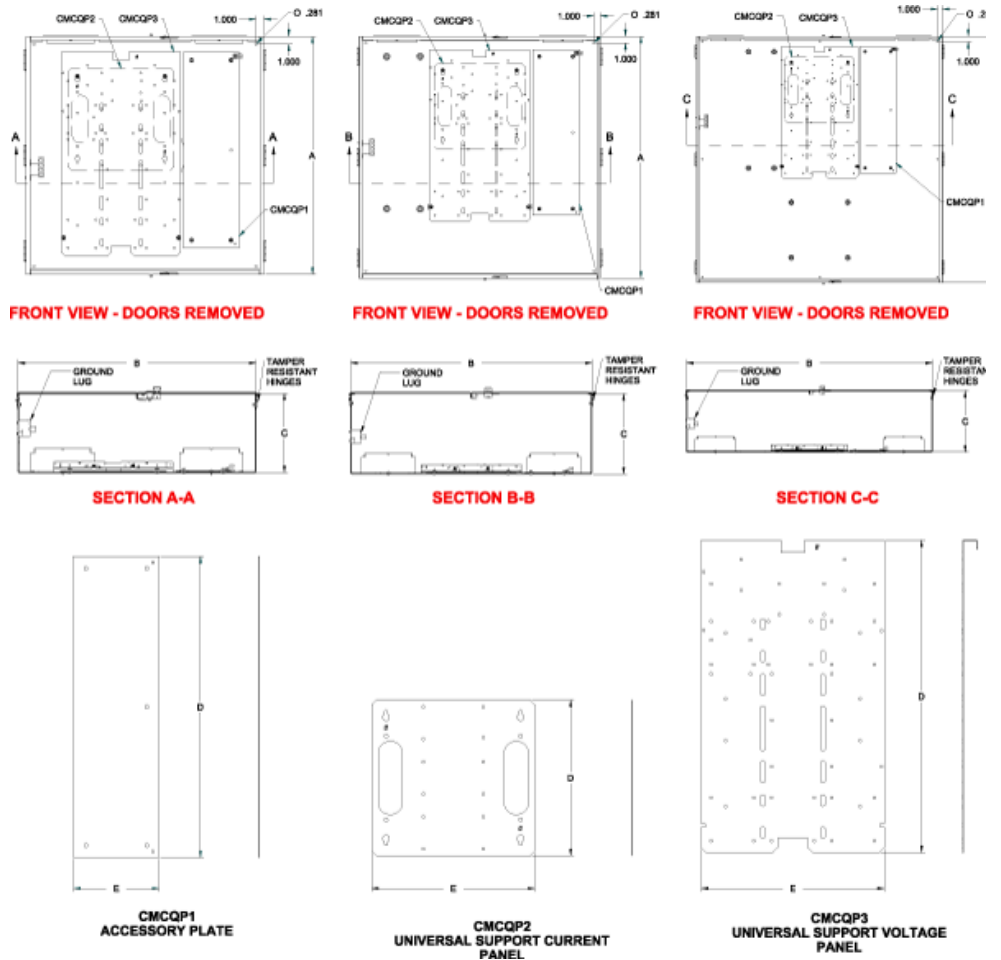 CMCQP2 CMCQP3 1.000 O .281
1.000
A A A
CMCQP1
FRONT VIEW - DOORS REMOVED
CMCQP2 CMCQP3 1.000 O .281
1.000
B B A
CMCQP1
FRONT VIEW - DOORS REMOVED
CMCQP2 CMCQP3 1.000 O .2
1.000
C C
CMCQP1
FRONT VIEW - DOORS REMOVED
B
GROUND
LUG
TAMPER
RESISTANT
HINGES
C
SECTION A-A
B
GROUND
LUG
TAMPER
RESISTANT
HINGES
C
SECTION B-B
B
GROUND
LUG
TAMPER
RESISTANT
HINGES
C
SECTION C-C
D
E
CMCQP1
ACCESSORY PLATE
D
E
CMCQP2
UNIVERSAL SUPPORT CURRENT
PANEL
D
E
CMCQP3
UNIVERSAL SUPPORT VOLTAGE
PANEL